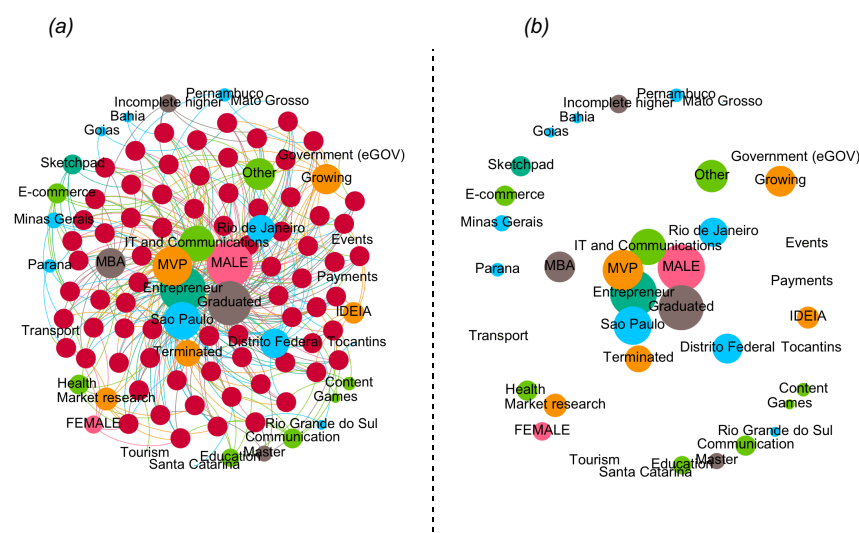 (a)
Pernambuco
Incomplete higher
Mato Grosso
Bahia
Goias
Government (eGOV)
Sketchpad
Other
Growing
E-commerce
Minas Gerais
Rio de Janeiro
IT and Communications
Events
Parana
MBA
MVP
MALE
Payments
Entrepreneur
Graduated
IDEIA
Sao Paulo
Transport
Distrito Federal
Tocantins
Terminated
Health
Content
Market research
Games
FEMALE
Rio Grande do Sul
Communication
Tourism
Master
Education
Santa Catarina
(b)
Pernambuco
Incomplete higher
Mato Grosso
Bahia
Goias
Government (eGOV)
Sketchpad
Other
Growing
E-commerce
Minas Gerais
Rio de Janeiro
IT and Communications
Events
Parana
MBA
MVP
MALE
Payments
Entrepreneur
Graduated
IDEIA
Sao Paulo
Transport
Distrito Federal
Tocantins
Terminated
Health
Content
Market research
Games
FEMALE
Rio Grande do Sul
Communication
Tourism
Master
Education
Santa Catarina